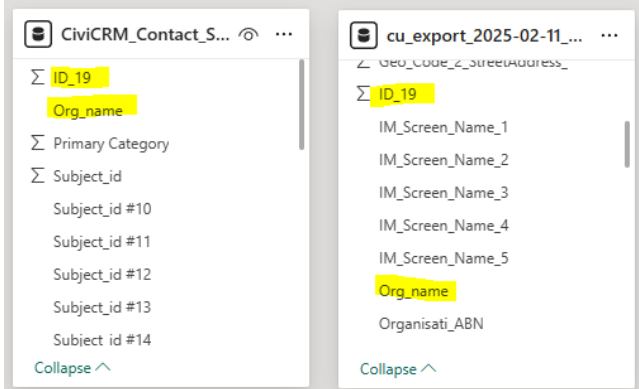 CiviCRM_Contact_S...
ID_19
Org_name
Primary Category
Subject_id
Subject_id #10
Subject_id #11
Subject_id #12
Subject_id #13
Subject_id #14
Collapse
cu_export_2025-02-11_...
Geo_Code_2_StreetAddress_
ID_19
IM_Screen_Name_1
IM_Screen_Name_2
IM_Screen_Name_3
IM_Screen_Name_4
IM_Screen_Name_5
Org_name
Organisati_ABN
Collapse